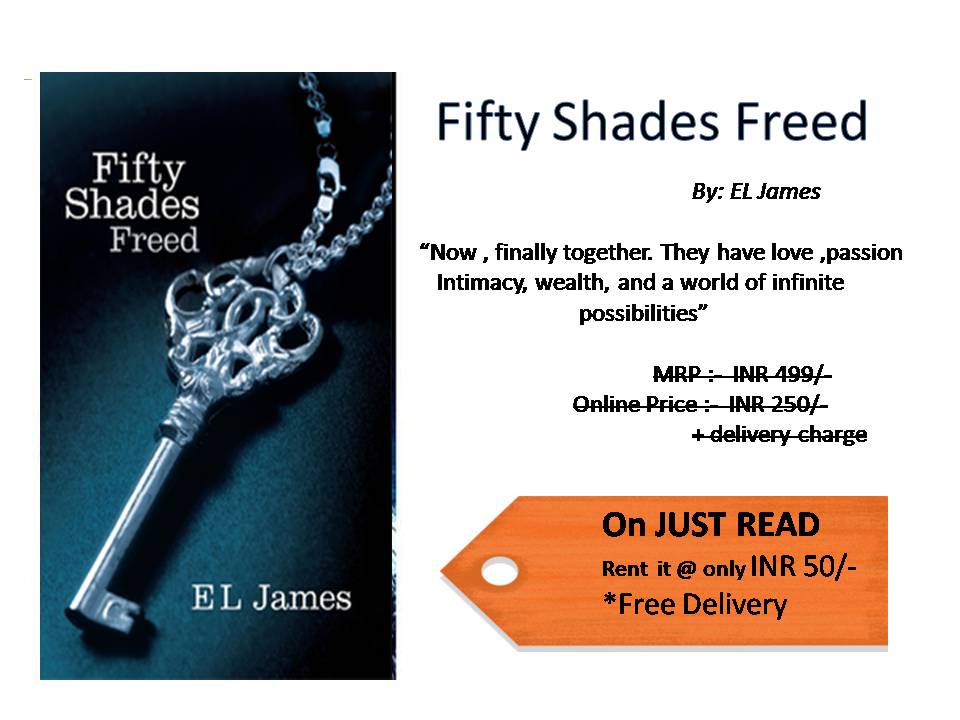 Fifty
Shades
Freed
E L James
Fifty Shades Freed
By: EL James
“Now , finally together. They have love ,passion
Intimacy, wealth, and a world of infinite
possibilities”
MRP :- INR 499/-
Online Price :- INR 250/-
+ delivery charge
On JUST READ
Rent it @ only INR 50/-
*Free Delivery